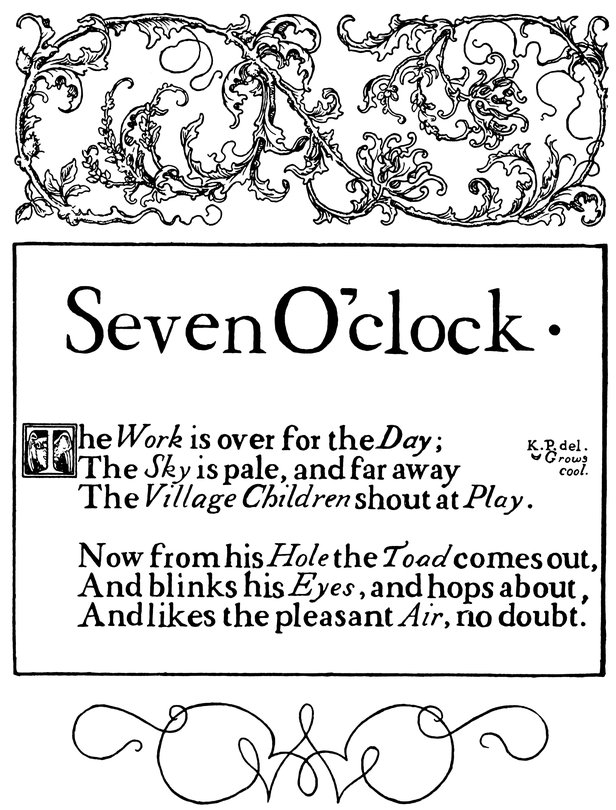 Seven O'clock.
The Work is over for the Day;
The Sky is pale, and far away
The Village Children shout at Play.
K.P. del.
& Grows
cool.
Now from his Hole the Toad comes out,
And blinks his Eyes, and hops about,
And likes the pleasant Air, no doubt.